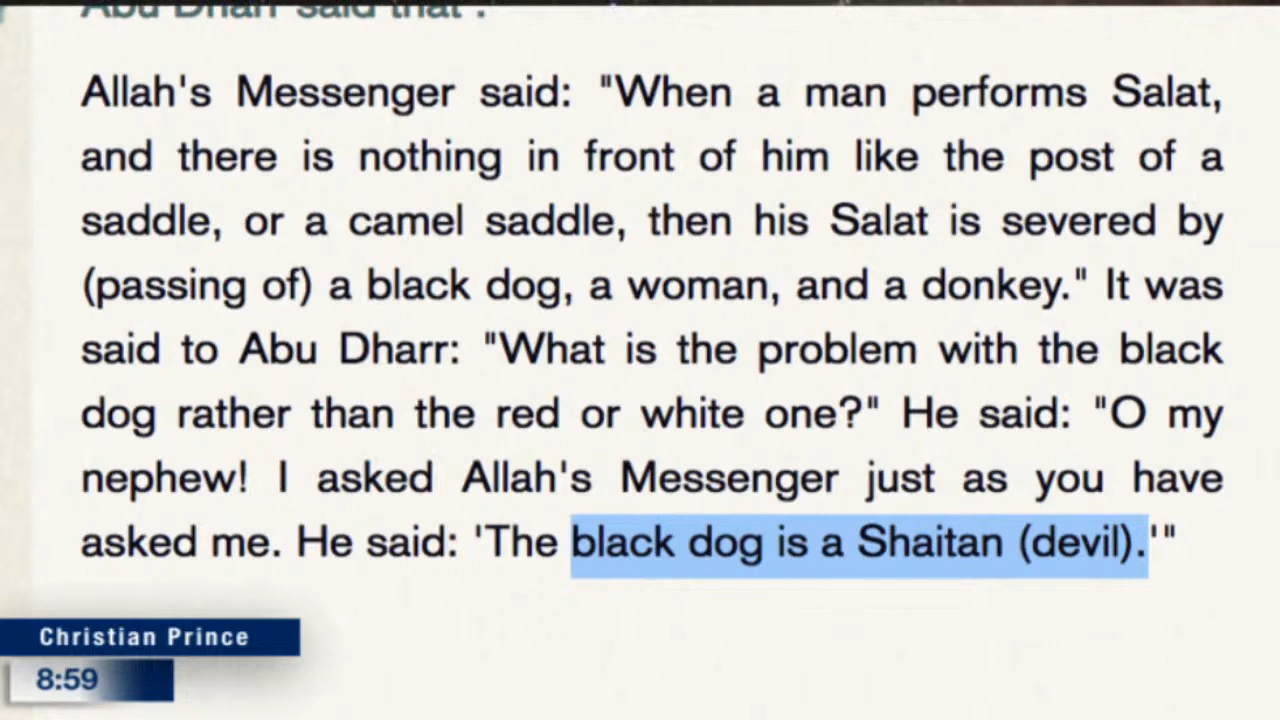 Abu Dharr said that :
Allah's Messenger said: "When a man performs Salat,
and there is nothing in front of him like the post of a
saddle, or a camel saddle, then his Salat is severed by
(passing of) a black dog, a woman, and a donkey." It was
said to Abu Dharr: "What is the problem with the black
dog rather than the red or white one?" He said: "O my
nephew! I asked Allah's Messenger just as you have
asked me. He said: 'The black dog is a Shaitan (devil).'"
Christian Prince
8:59